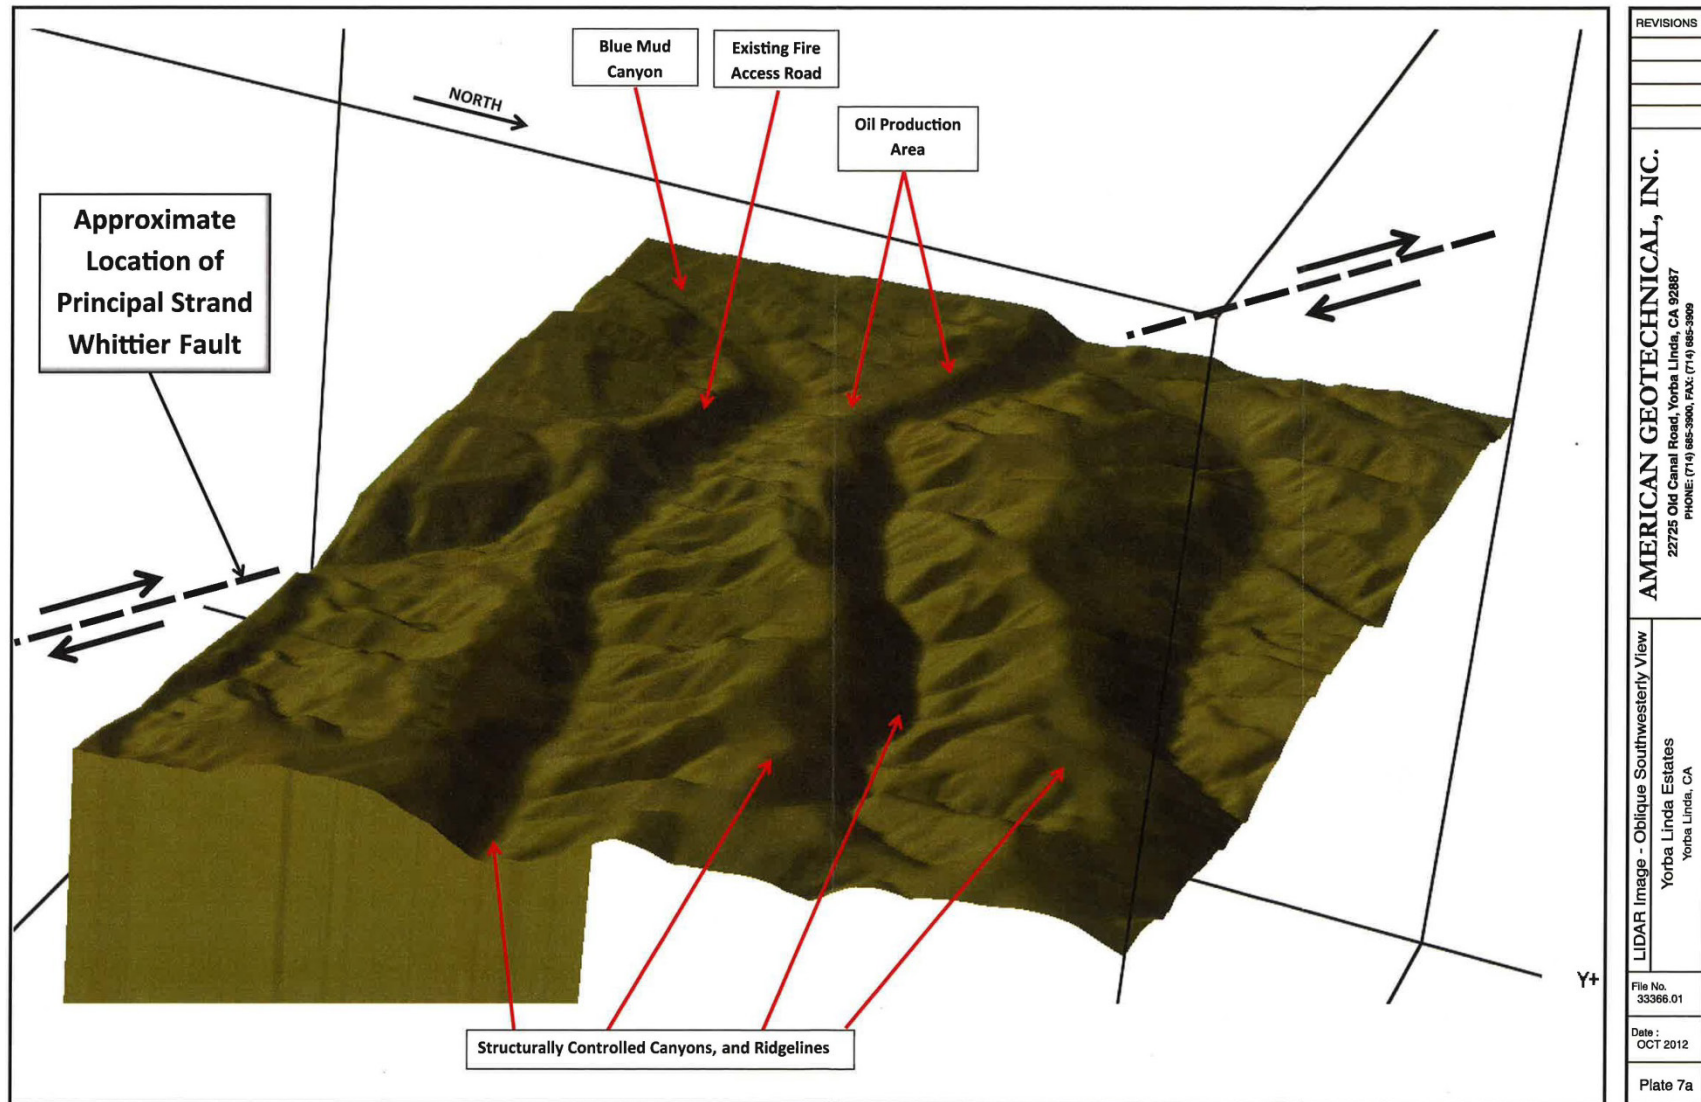 Blue Mud
Canyon
Existing Fire
Access Road
NORTH
Oil Production
Area
Approximate
Location of
Principal Strand
Whittier Fault
Structurally Controlled Canyons, and Ridgelines
Y+
REVISIONS
AMERICAN GEOTECHNICAL, INC.
22725 Old Canal Road, Yorba Linda, CA 92887
PHONE: (714) 685-3900, FAX: (714) 685-3909
LIDAR Image - Oblique Southwesterly View
Yorba Linda Estates
Yorba Linda, CA
File No.
33366.01
Date :
OCT 2012
Plate 7a